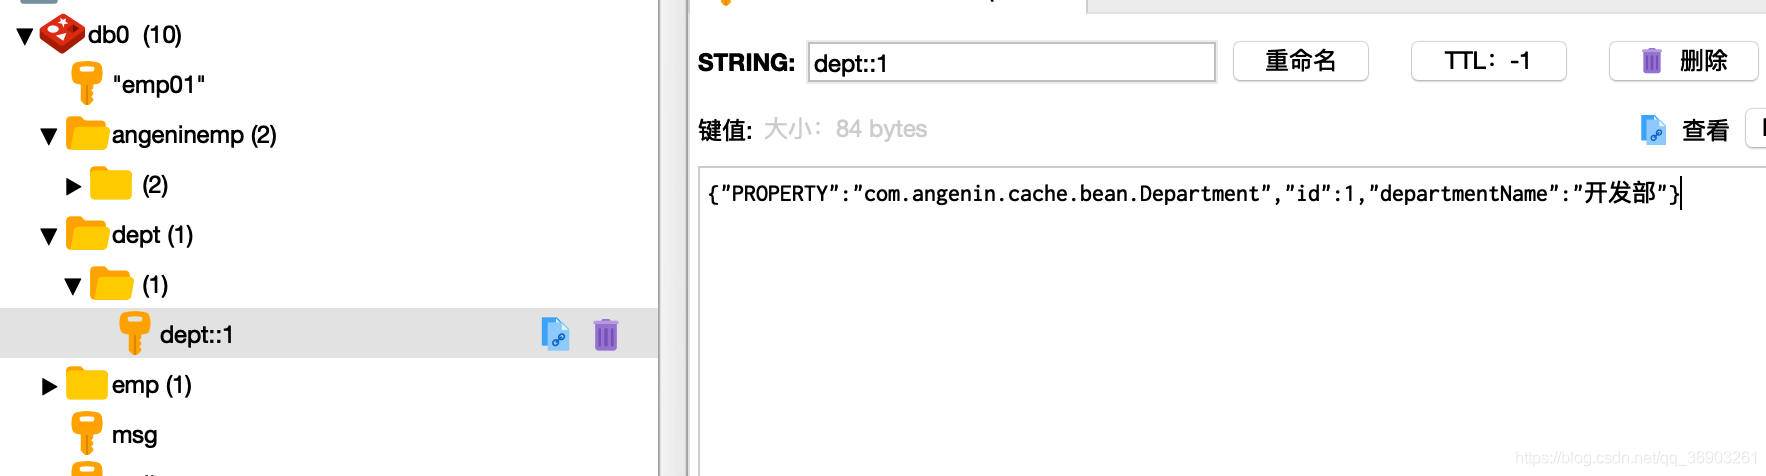 db0 (10)
"emp01"
angeninemp (2)
(2)
dept (1)
(1)
dept::1
emp (1)
msg
STRING:
dept::1
重命名
TTL: -1
删除
键值:
大小: 84 bytes
查看
{"PROPERTY":"com.angenin.cache.bean.Department","id":1,"departmentName":"开发部"}
https://blog.csdn.net/qq_36903261